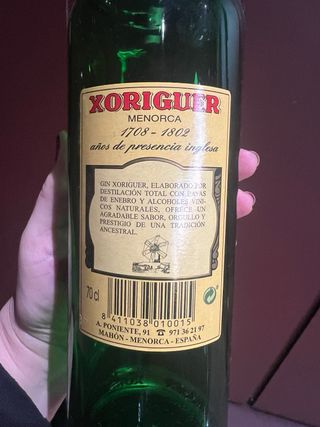 XORIGUER
MENORCA
1708 - 1802
años de presencia inglesa
GIN XORIGUER, ELABORADO POR
DESTILACIÓN TOTAL CON BAYAS
DE ENEBRO Y ALCOHOLES VINI-
COS NATURALES, OFRECE UN
AGRADABLE SABOR, ORGULLO Y
PRESTIGIO DE UNA TRADICIÓN
ANCESTRAL.
70 cl
8 411038 010015
A. PONIENTE, 91 ☎ 971 36 21 97
MAHÓN - MENORCA - ESPAÑA